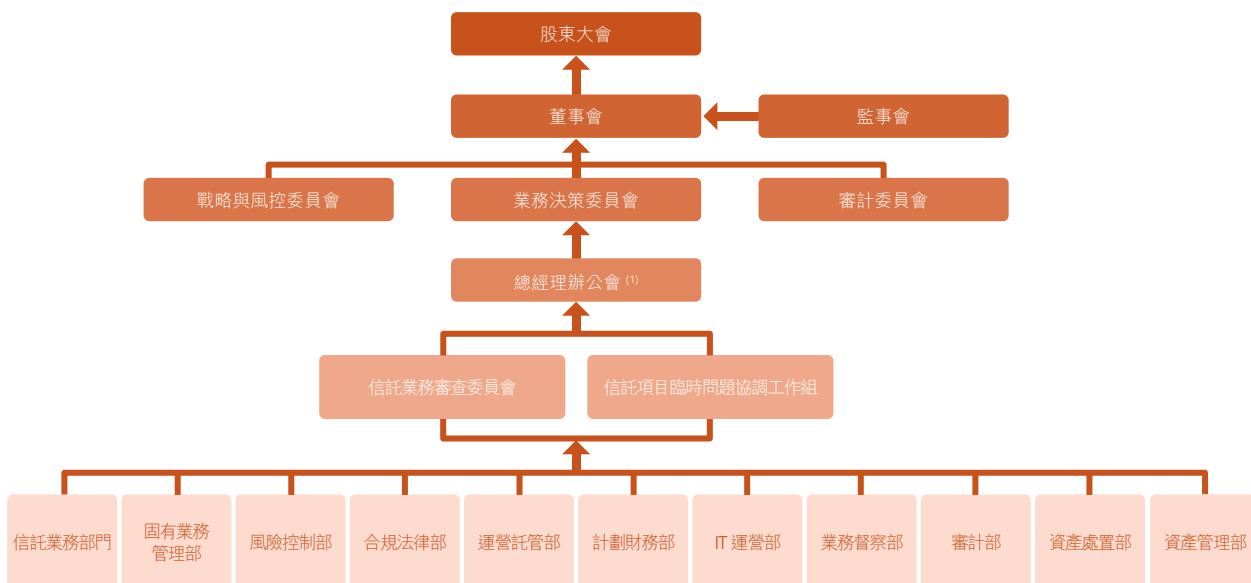 股東大會
董事會
監事會
戰略與風控委員會
業務決策委員會
審計委員會
總經理辦公會 (1)
信託業務審查委員會
信託項目臨時問題協調工作組
信託業務部門
固有業務
管理部
風險控制部
合規法律部
運營託管部
計劃財務部
IT 運營部
業務督察部
審計部
資產處置部
資產管理部